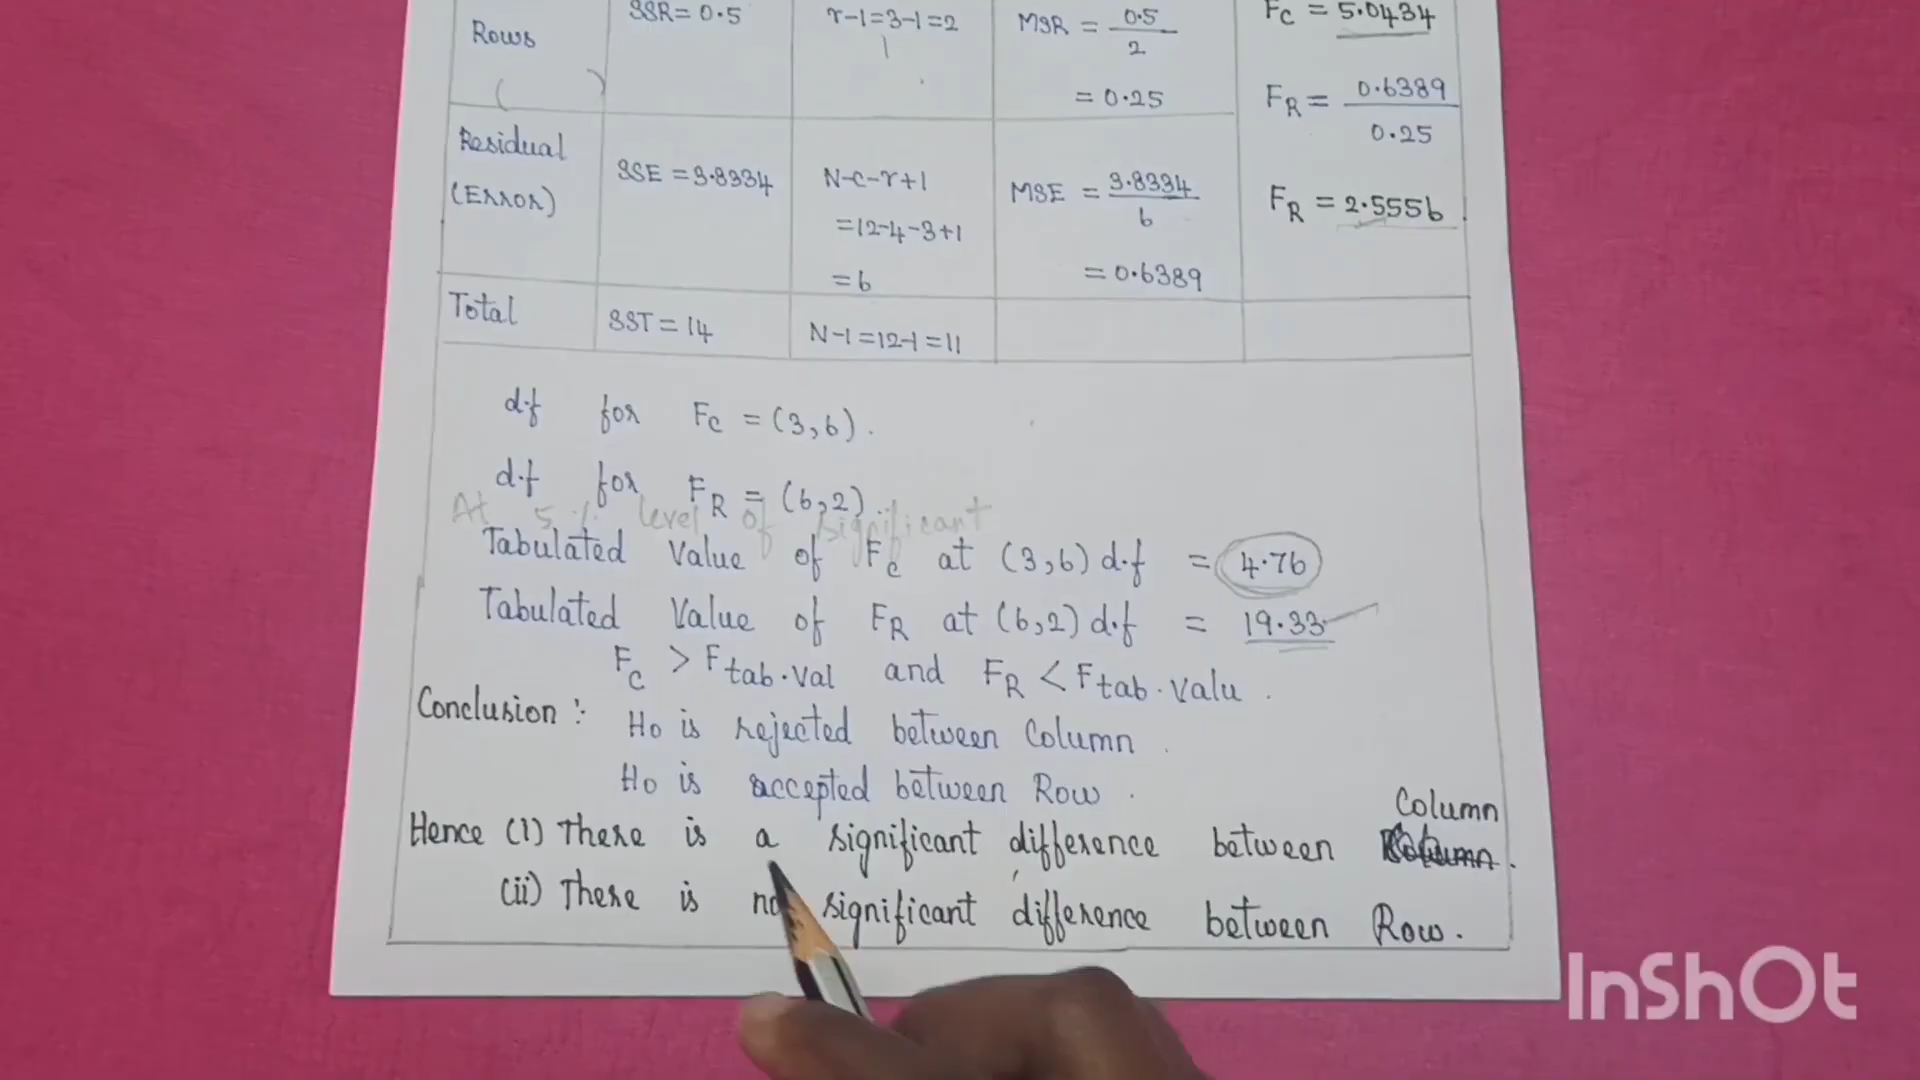 Rows SSR = 0.5 r-1=3-1=2 MSR = 0.5/2 Fc = 5.0434
= 0.25 FR = 0.6389/0.25
Residual (Error) SSE = 3.8334 N-c-r+1 MSE = 3.8334/6 FR = 2.5556
=12-4-3+1
=6 = 0.6389
Total SST = 14 N-1=12-1=11
d.f for Fc = (3,6).
d.f for FR = (6,2).
At 5% level of significant
Tabulated Value of Fc at (3,6) d.f = 4.76
Tabulated Value of FR at (6,2) d.f = 19.33
Fc > Ftab.Val and FR < Ftab.Valu.
Conclusion :
Ho is rejected between Column.
Ho is accepted between Row.
Column
Hence (i) There is a significant difference between
(ii) There is no significant difference between Row.
InShOt